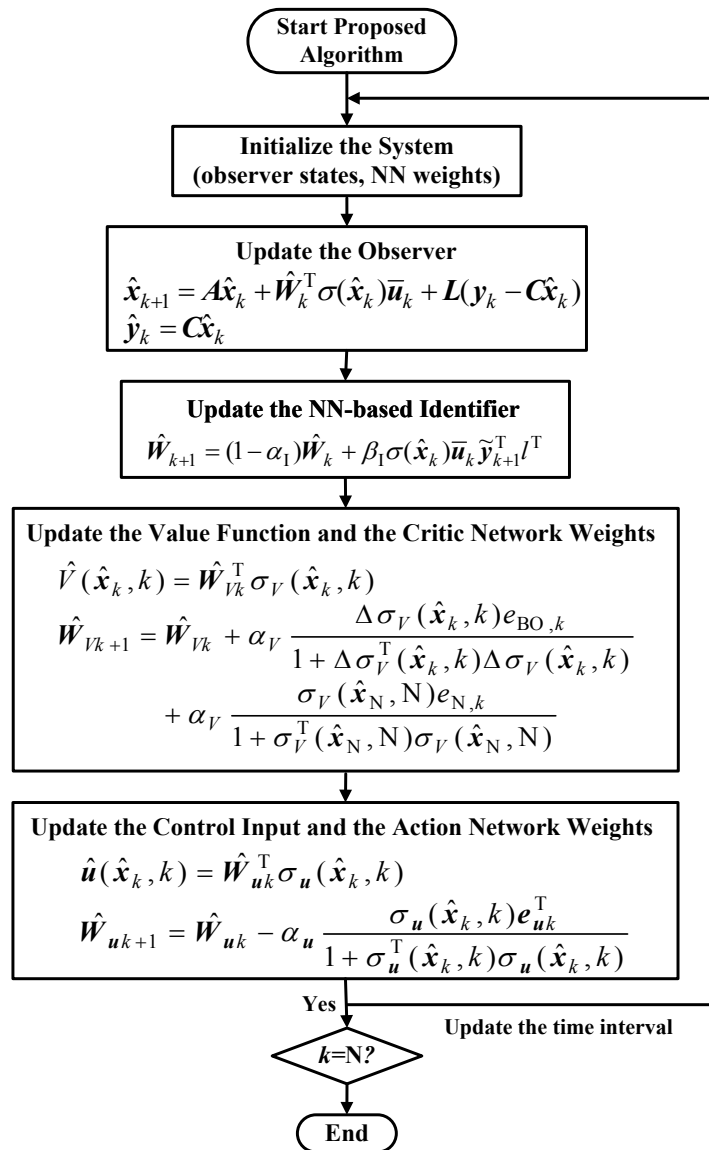 Start Proposed
Algorithm
Initialize the System
(observer states, NN weights)
Update the Observer
x̂_{k+1} = Ax̂_k + Ŵ_k^T σ(x̂_k)ū_k + L(y_k − Cx̂_k)
ŷ_k = Cx̂_k
Update the NN-based Identifier
Ŵ_{k+1} = (1−α_I)Ŵ_k + β_I σ(x̂_k)ū_k ỹ_{k+1}^T l^T
Update the Value Function and the Critic Network Weights
V̂(x̂_k, k) = Ŵ_{Vk}^T σ_V(x̂_k, k)
Ŵ_{Vk+1} = Ŵ_{Vk} + α_V \frac{Δσ_V(x̂_k, k)e_{BO,k}}{1 + Δσ_V^T(x̂_k, k)Δσ_V(x̂_k, k)}
+ α_V \frac{σ_V(x̂_N, N)e_{N,k}}{1 + σ_V^T(x̂_N, N)σ_V(x̂_N, N)}
Update the Control Input and the Action Network Weights
û(x̂_k, k) = Ŵ_{uk}^T σ_u(x̂_k, k)
Ŵ_{uk+1} = Ŵ_{uk} − α_u \frac{σ_u(x̂_k, k)e_{uk}^T}{1 + σ_u^T(x̂_k, k)σ_u(x̂_k, k)}
Yes
Update the time interval
k=N?
End